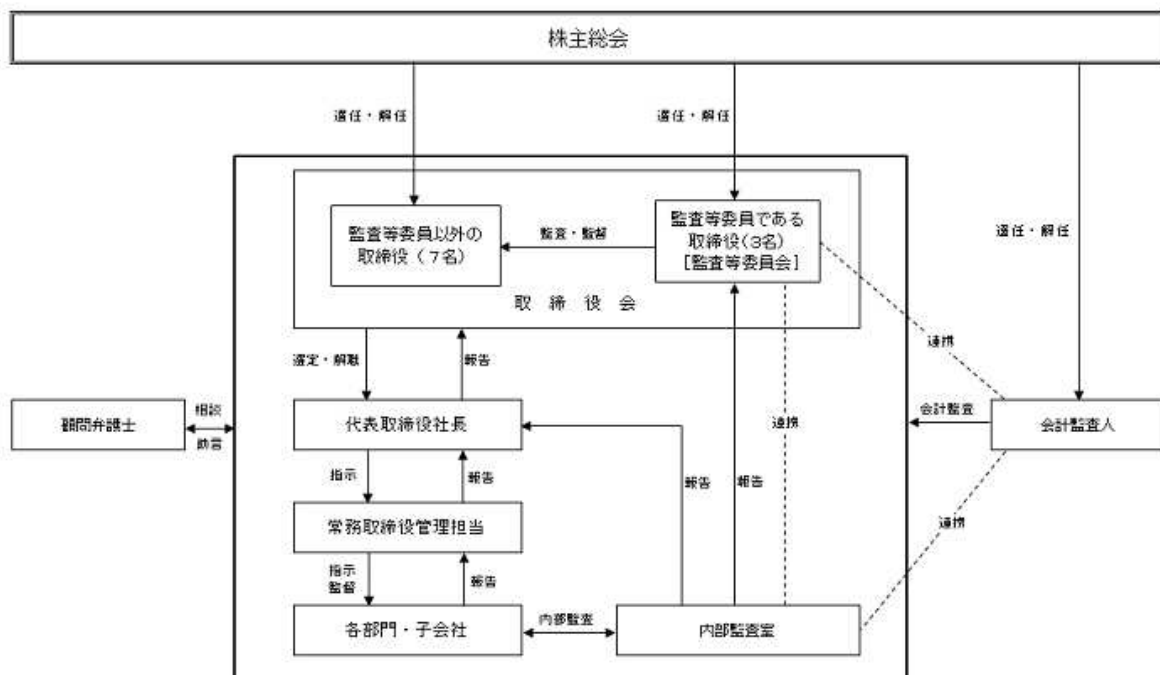 株主総会
選任・解任
選任・解任
選任・解任
監査等委員以外の
取締役（７名）
監査・監督
監査等委員である
取締役(３名)
［監査等委員会］
取　締　役　会
選定・解職
報告
連携
顧問弁護士
相談
助言
代表取締役社長
連携
会計監査
会計監査人
指示
報告
報告
報告
連携
常務取締役管理担当
指示
監督
報告
各部門・子会社
内部監査
内部監査室